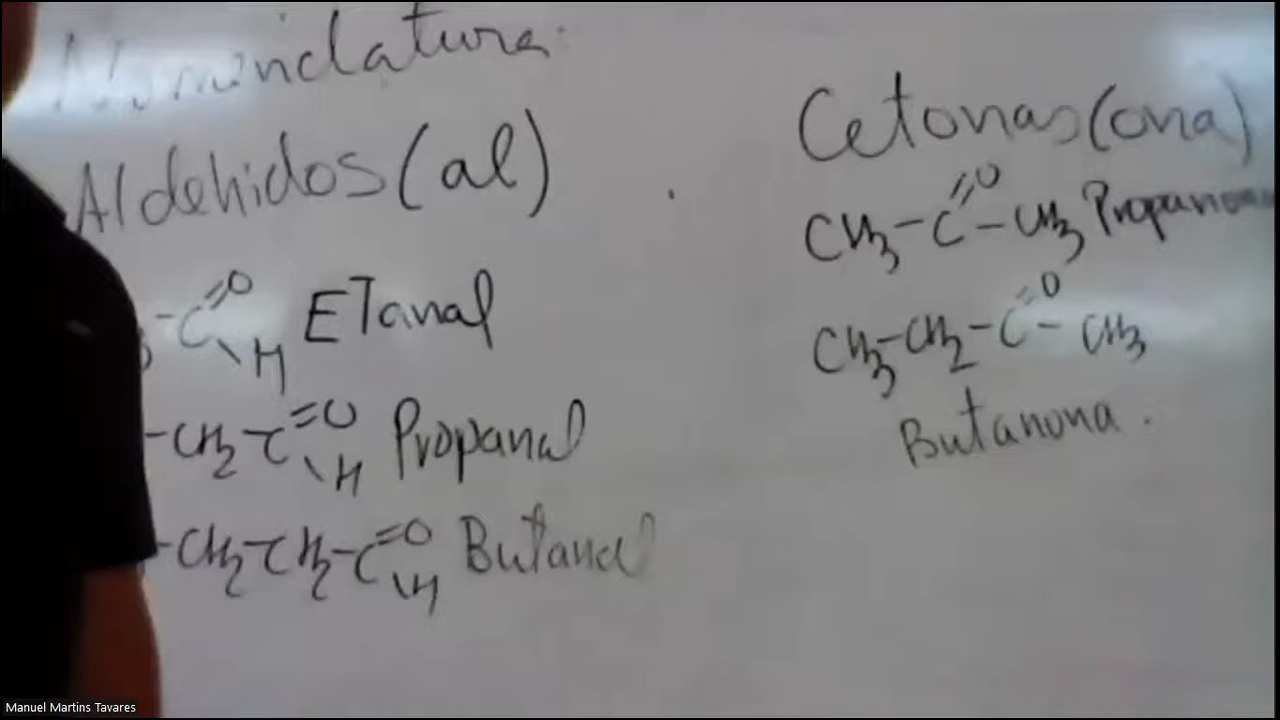 Nomenclatura:
Aldehidos (al)
-C=O
\H Etanal
-CH2-C=O
\H Propanal
-CH2-CH2-C=O
\H Butanal
Cetonas (ona)
O
CH3-C-CH3 Propanona
O
CH3-CH2-C-CH3
Butanona.
Manuel Martins Tavares